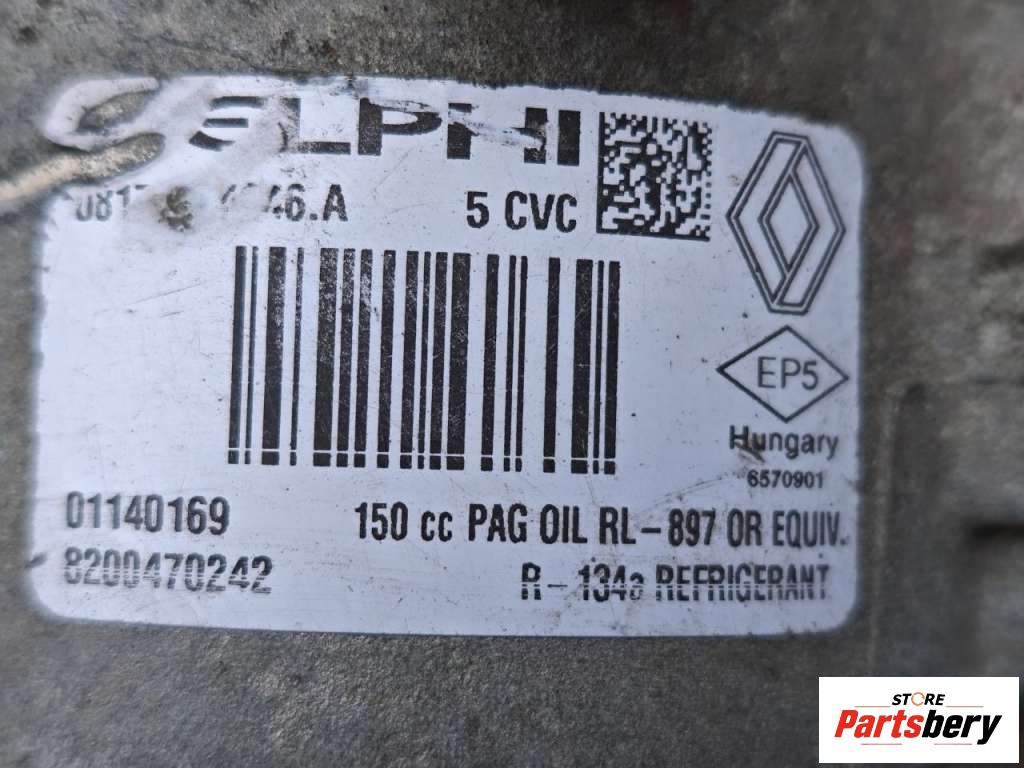 DELPHI
5 CVC
EP5
Hungary
6570901
01140169
150 cc PAG OIL RL-897 OR EQUIV.
8200470242
R-134a REFRIGERANT
STORE
Partsbery